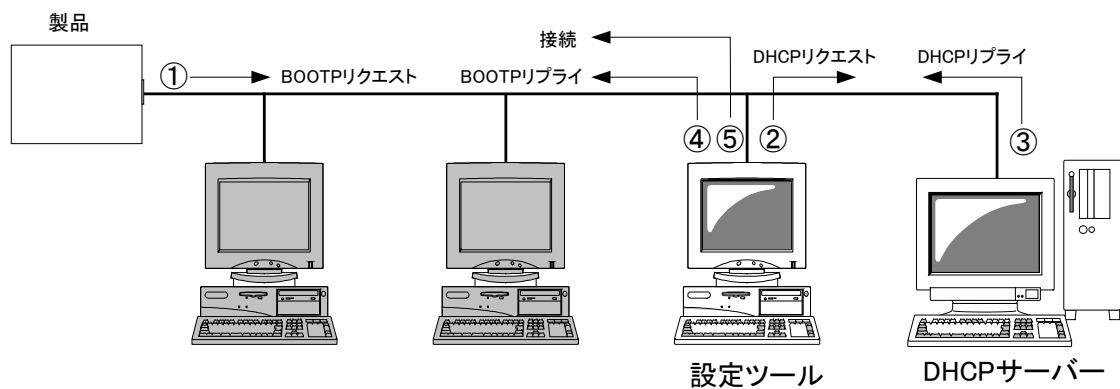 製品
接続
DHCPリクエスト
DHCPリプライ
① BOOTPリクエスト
BOOTPリプライ
④ ⑤ ② ③
設定ツール
DHCPサーバー